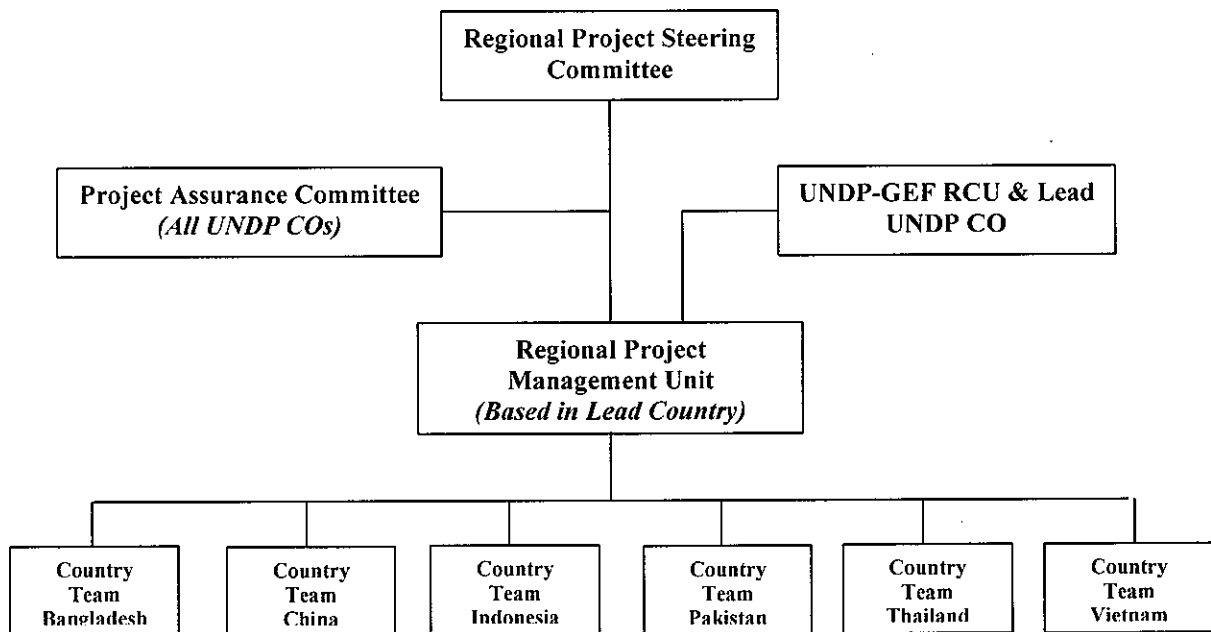 Regional Project Steering
Committee
Project Assurance Committee
(All UNDP COs)
UNDP-GEF RCU & Lead
UNDP CO
Regional Project
Management Unit
(Based in Lead Country)
Country
Team
Bangladesh
Country
Team
China
Country
Team
Indonesia
Country
Team
Pakistan
Country
Team
Thailand
Country
Team
Vietnam